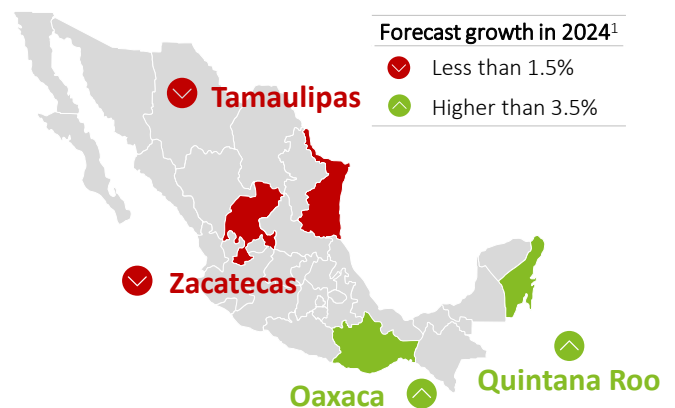 Forecast growth in 2024¹
Less than 1.5%
Higher than 3.5%
Tamaulipas
Zacatecas
Quintana Roo
Oaxaca